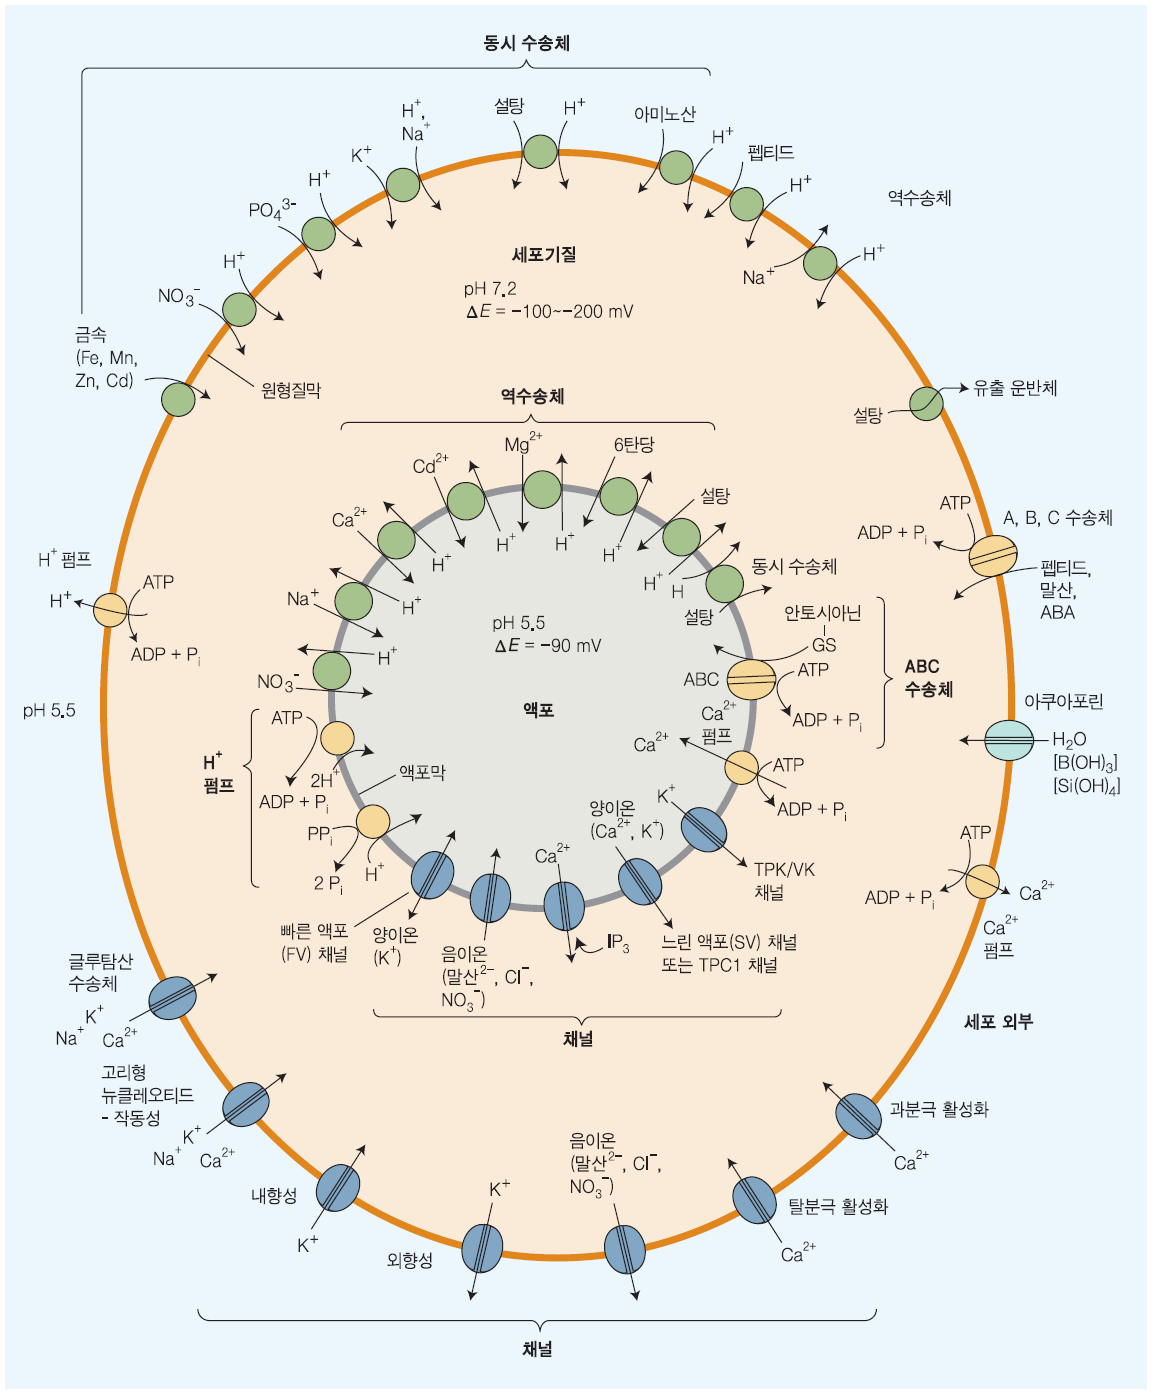 동시 수송체
H⁺,
Na⁺
설탕
H⁺
아미노산
H⁺
K⁺
펩티드
H⁺
H⁺
역수송체
PO₄³⁻
세포기질
H⁺
Na⁺
H⁺
pH 7.2
NO₃⁻
ΔE = -100~-200 mV
금속
(Fe, Mn,
Zn, Cd)
원형질막
유출 운반체
설탕
역수송체
Mg²⁺
6탄당
Cd²⁺
설탕
Ca²⁺
H⁺
H⁺
H⁺
H⁺
H⁺
H
동시 수송체
설탕
Na⁺
H⁺
H⁺
NO₃⁻
pH 5.5
ΔE = -90 mV
액포
ATP
A, B, C 수송체
ADP + Pᵢ
펩티드,
말산,
ABA
H⁺ 펌프
ATP
H⁺
ADP + Pᵢ
pH 5.5
안토시아닌
GS
ABC
ATP
ADP + Pᵢ
ABC
수송체
아쿠아포린
H₂O
[B(OH)₃]
[Si(OH)₄]
Ca²⁺
펌프
Ca²⁺
ATP
ADP + Pᵢ
H⁺
펌프
ATP
2H⁺
ADP + Pᵢ
액포막
PPᵢ
2 Pᵢ
H⁺
양이온
(Ca²⁺, K⁺)
K⁺
TPK/VK
채널
Ca²⁺
IP₃
ATP
ADP + Pᵢ
Ca²⁺
Ca²⁺
펌프
빠른 액포
(FV) 채널
양이온
(K⁺)
음이온
(말산²⁻, Cl⁻,
NO₃⁻)
느린 액포(SV) 채널
또는 TPC1 채널
채널
세포 외부
글루탐산
수송체
K⁺
Na⁺
Ca²⁺
고리형
뉴클레오티드
- 작동성
K⁺
Na⁺
Ca²⁺
내향성
K⁺
K⁺
외향성
음이온
(말산²⁻, Cl⁻,
NO₃⁻)
탈분극 활성화
Ca²⁺
과분극 활성화
Ca²⁺
채널